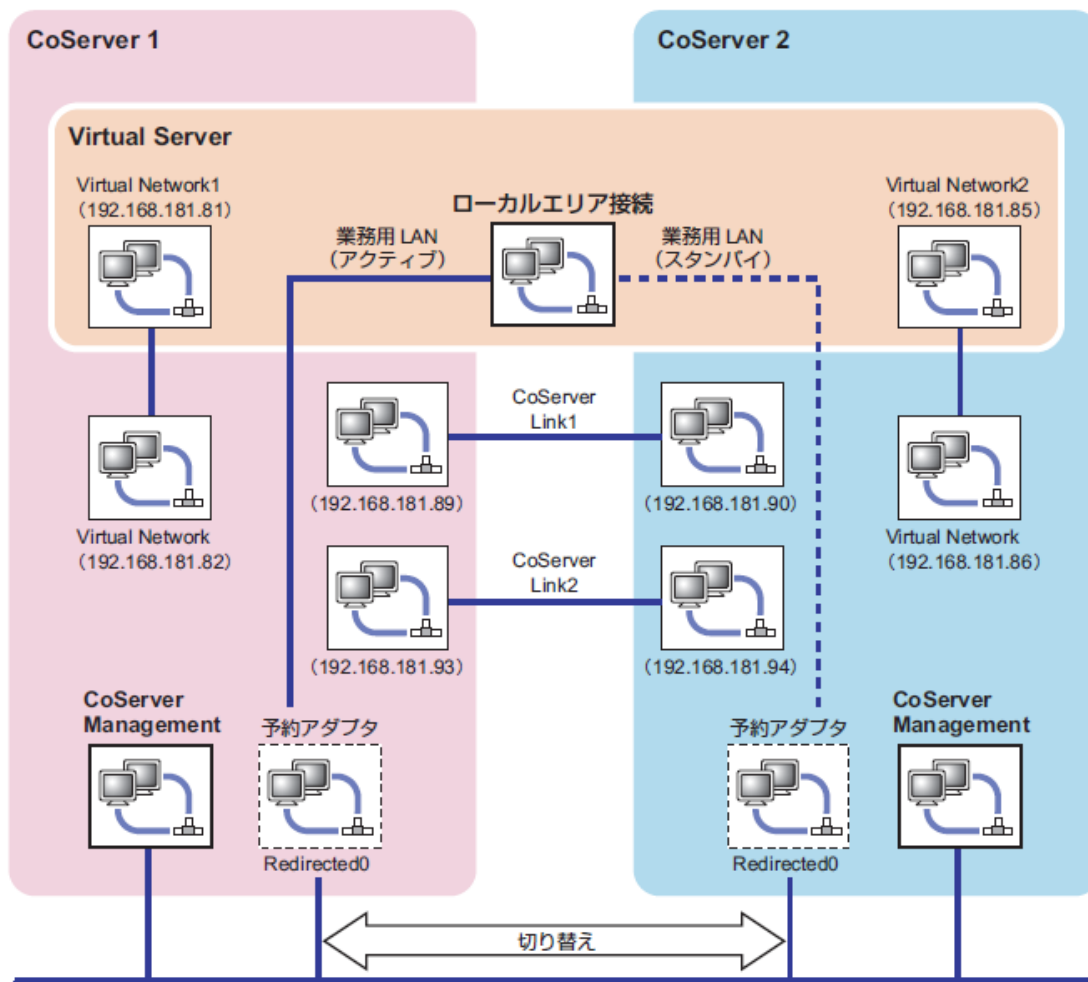 CoServer 1
CoServer 2
Virtual Server
Virtual Network1
(192.168.181.81)
ローカルエリア接続
Virtual Network2
(192.168.181.85)
業務用 LAN
(アクティブ)
業務用 LAN
(スタンバイ)
CoServer
Link1
(192.168.181.89)
(192.168.181.90)
Virtual Network
(192.168.181.82)
Virtual Network
(192.168.181.86)
CoServer
Link2
(192.168.181.93)
(192.168.181.94)
CoServer
Management
予約アダプタ
Redirected0
予約アダプタ
Redirected0
CoServer
Management
切り替え